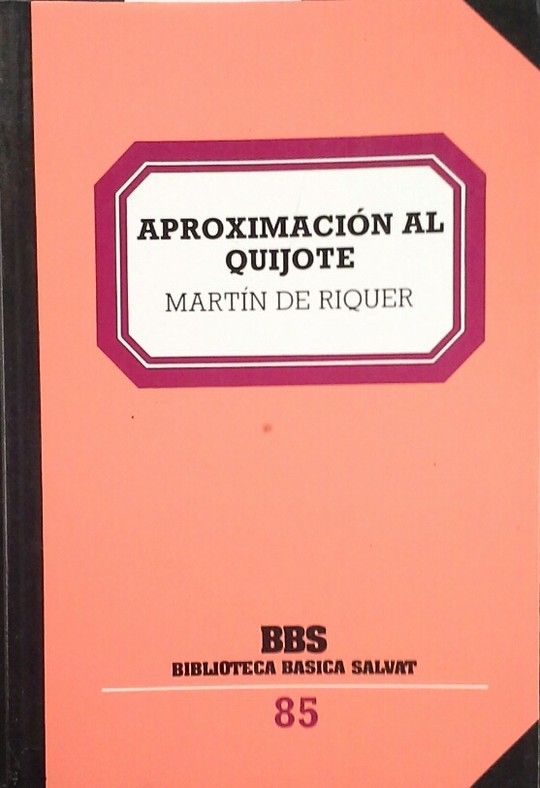 APROXIMACIÓN AL
QUIJOTE
MARTÍN DE RIQUER
BBS
BIBLIOTECA BASICA SALVAT
85